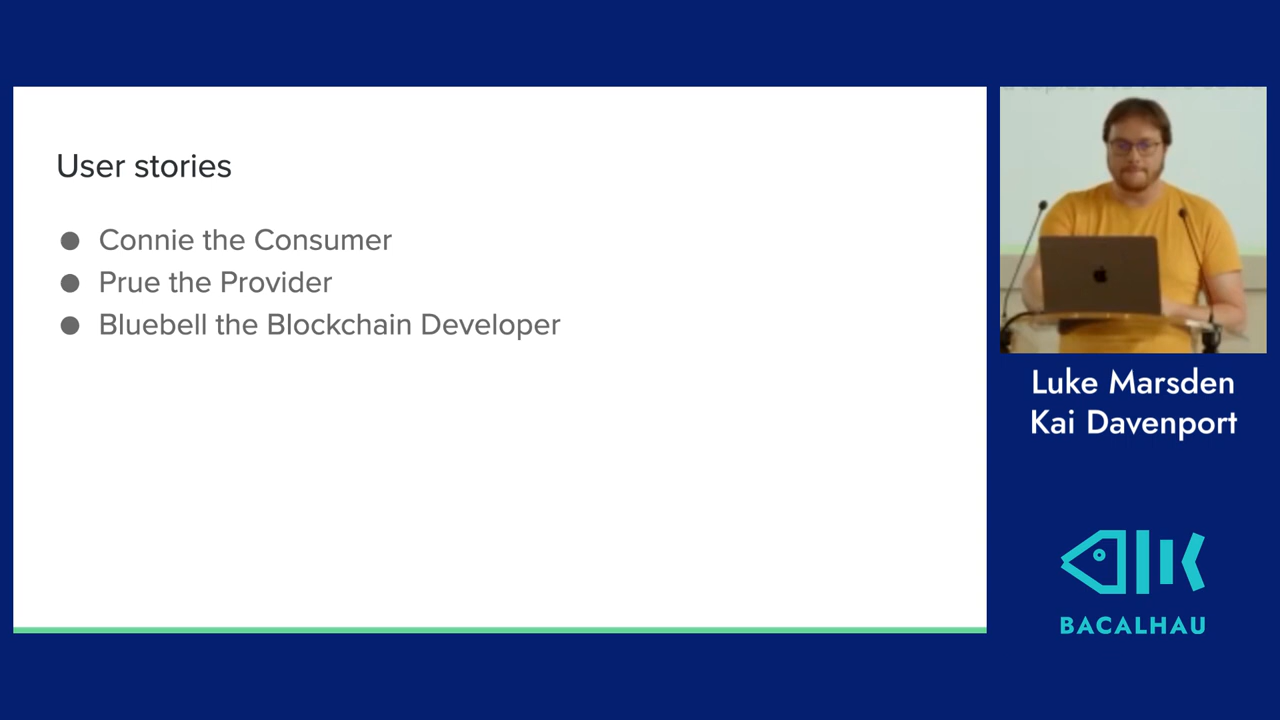 User stories
● Connie the Consumer
● Prue the Provider
● Bluebell the Blockchain Developer
Luke Marsden
Kai Davenport
BACALHAU